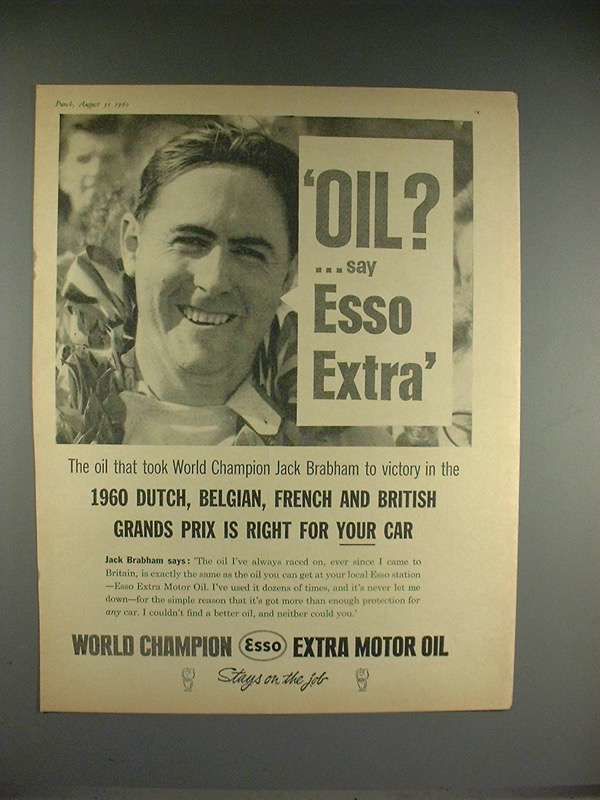 Punch, August 31 1960
'OIL?
...say
Esso
Extra'
The oil that took World Champion Jack Brabham to victory in the
1960 DUTCH, BELGIAN, FRENCH AND BRITISH
GRANDS PRIX IS RIGHT FOR YOUR CAR
Jack Brabham says: 'The oil I've always raced on, ever since I came to
Britain, is exactly the same as the oil you can get at your local Esso station
—Esso Extra Motor Oil. I've used it dozens of times, and it's never let me
down—for the simple reason that it's got more than enough protection for
any car. I couldn't find a better oil, and neither could you.'
WORLD CHAMPION Esso EXTRA MOTOR OIL
Stays on the job